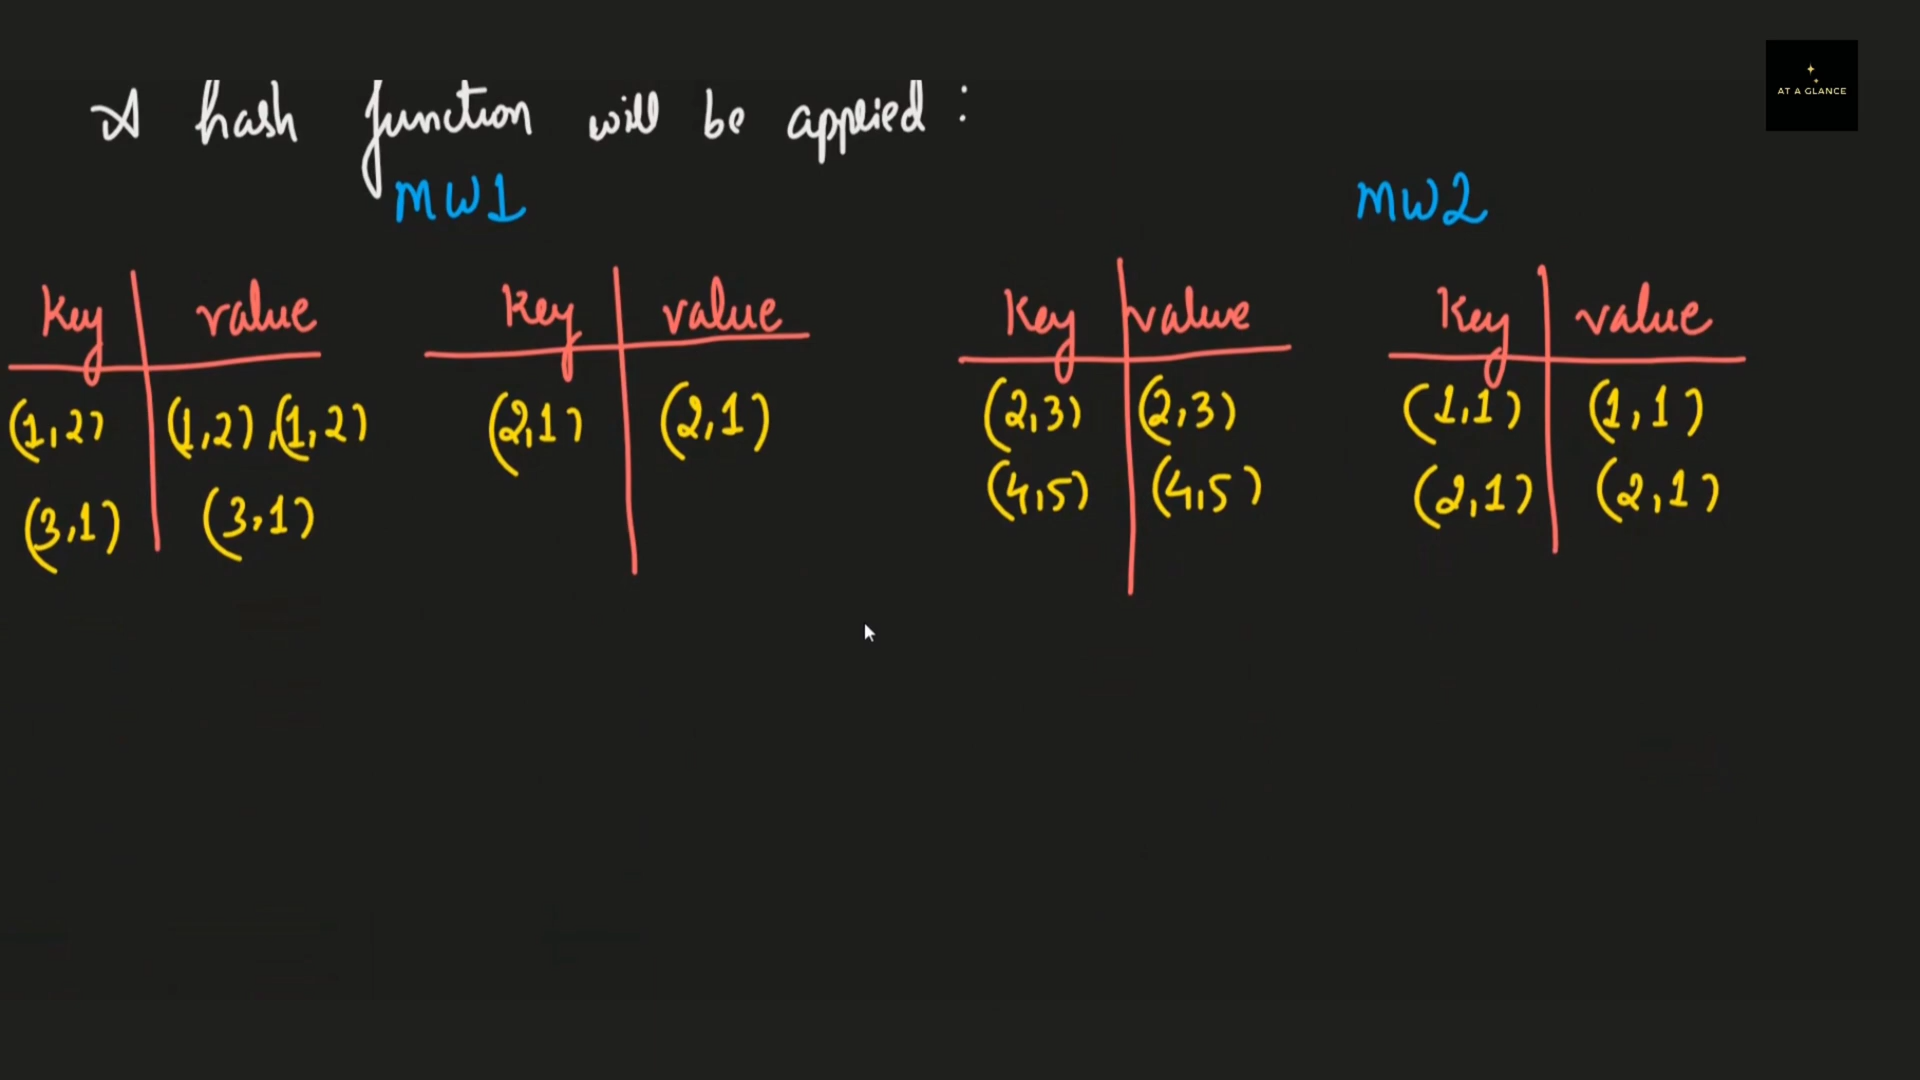 A hash function will be applied :
AT A GLANCE
MW1 MW2
Key value Key value Key value Key value
(1,2) (1,2),(1,2) (2,1) (2,1) (2,3) (2,3) (1,1) (1,1)
(3,1) (3,1) (4,5) (4,5) (2,1) (2,1)